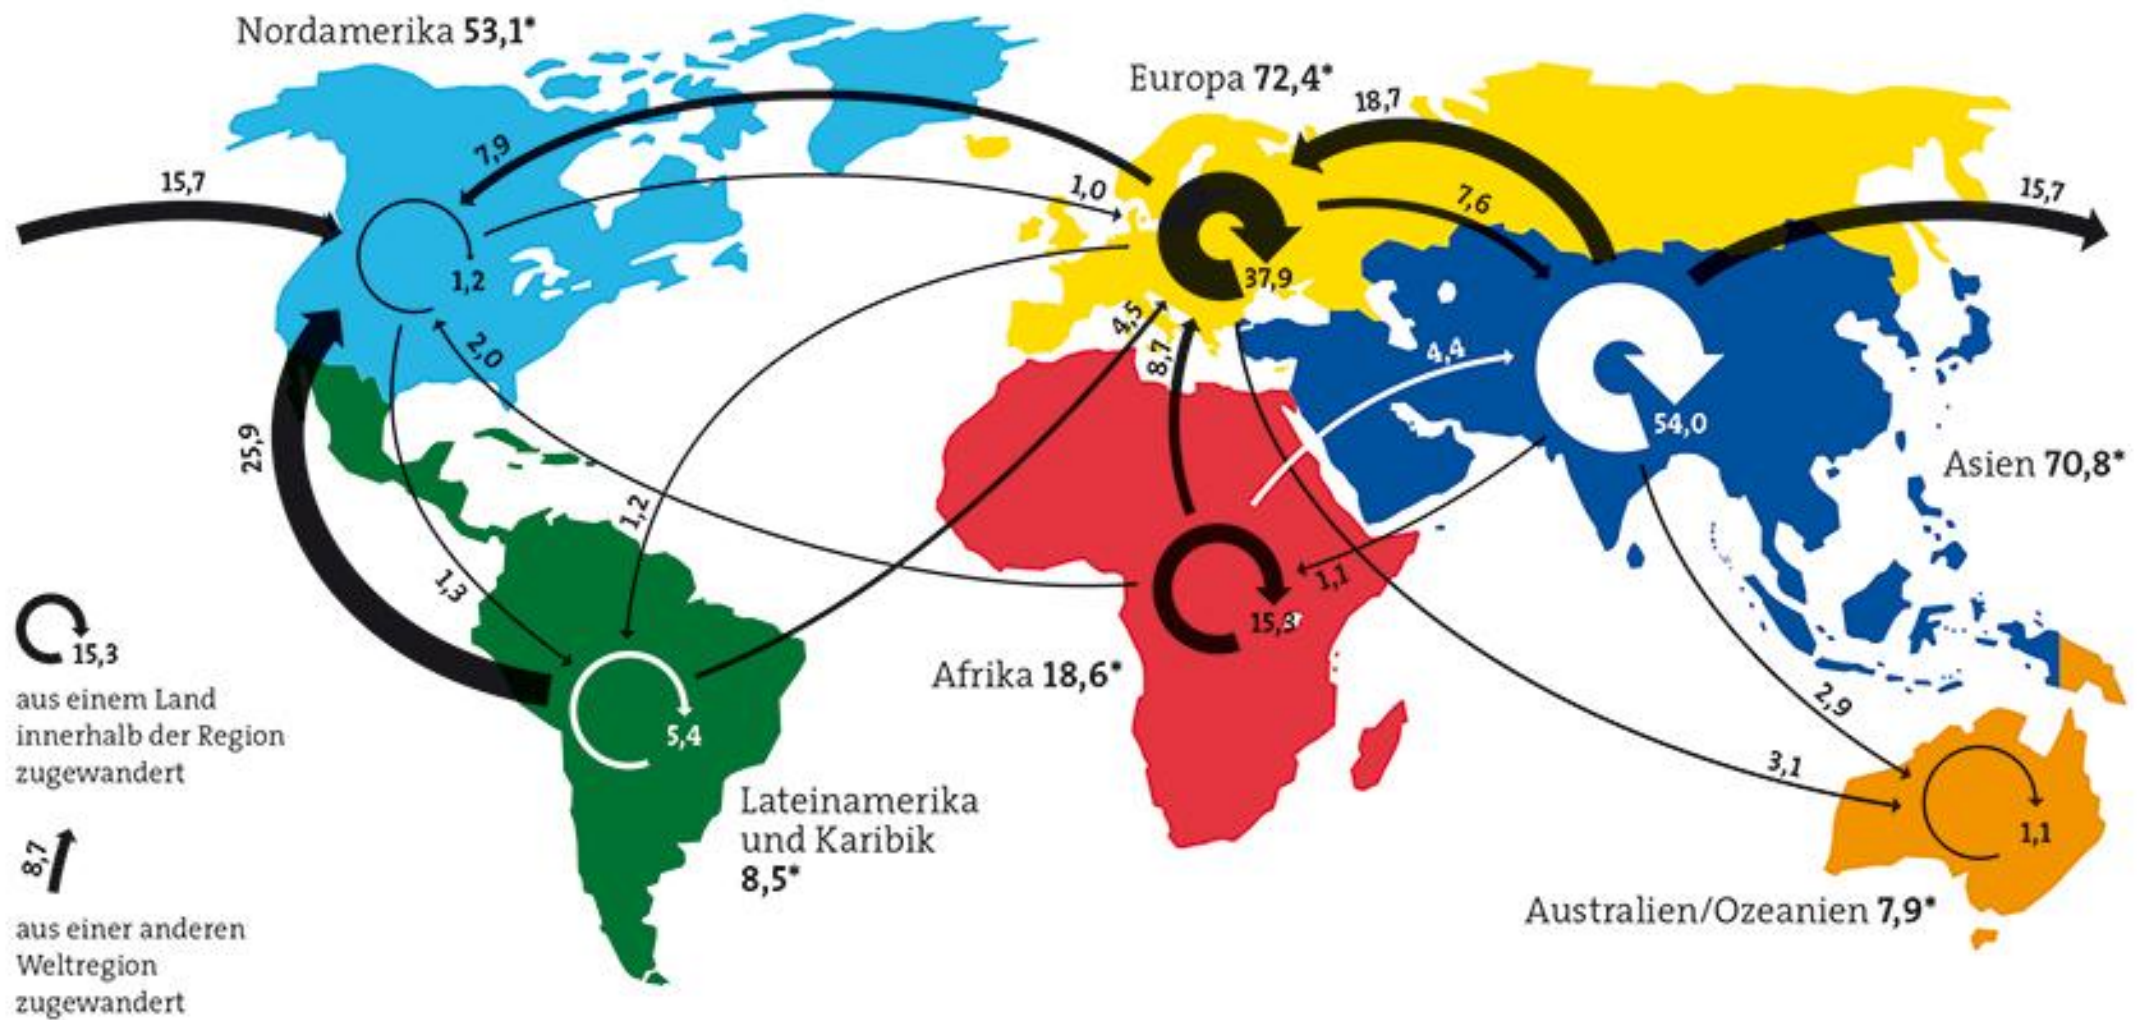 Nordamerika 53,1*
Europa 72,4*
18,7
7,9
15,7
1,0
7,6
15,7
1,2
37,9
4,5
2,0
8,7
4,4
54,0
25,9
Asien 70,8*
1,2
1,3
1,1
15,3
15,3
aus einem Land
innerhalb der Region
zugewandert
Afrika 18,6*
5,4
2,9
3,1
Lateinamerika
und Karibik
8,5*
1,1
8,7
aus einer anderen
Weltregion
zugewandert
Australien/Ozeanien 7,9*